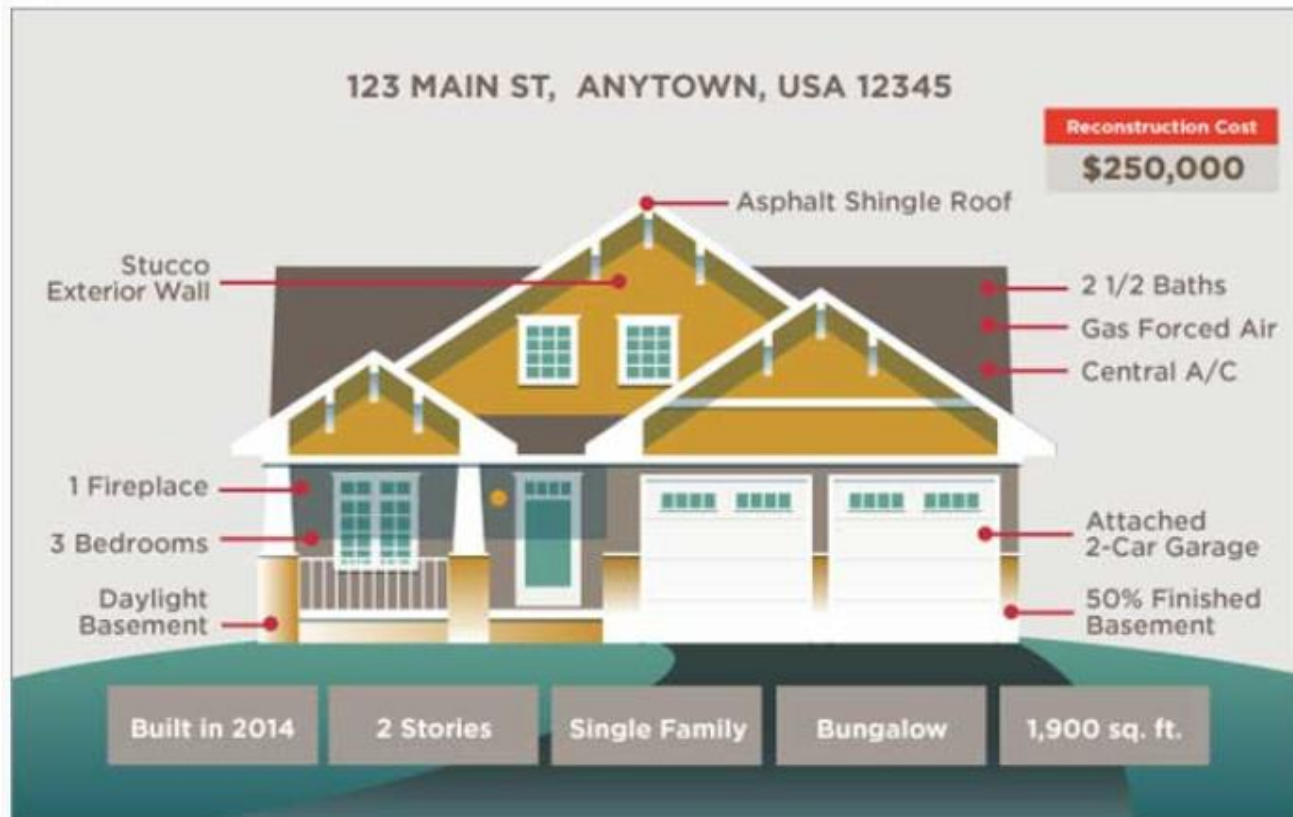 123 MAIN ST, ANYTOWN, USA 12345
Reconstruction Cost
$250,000
Asphalt Shingle Roof
Stucco
Exterior Wall
2 1/2 Baths
Gas Forced Air
Central A/C
1 Fireplace
3 Bedrooms
Daylight
Basement
Attached
2-Car Garage
50% Finished
Basement
Built in 2014
2 Stories
Single Family
Bungalow
1,900 sq. ft.